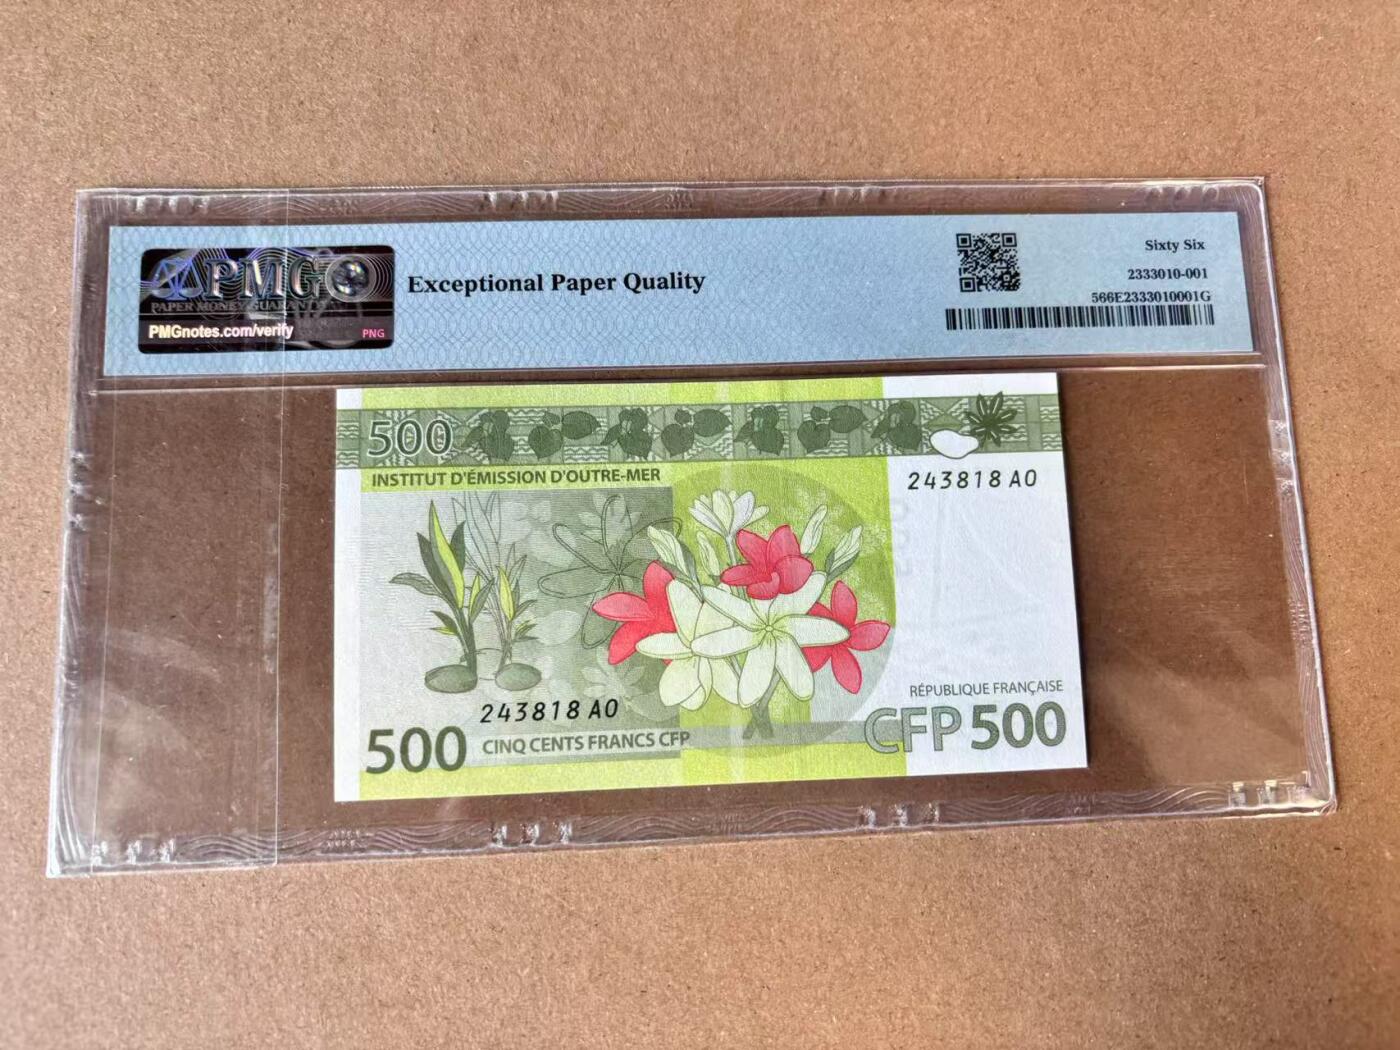 PMG
PAPER MONEY GUARANTY
PMGnotes.com/verify
PNG
Exceptional Paper Quality
Sixty Six
2333010-001
566E2333010001G
500
INSTITUT D'ÉMISSION D'OUTRE-MER
243818 A0
243818 A0
500
CINQ CENTS FRANCS CFP
RÉPUBLIQUE FRANÇAISE
CFP 500